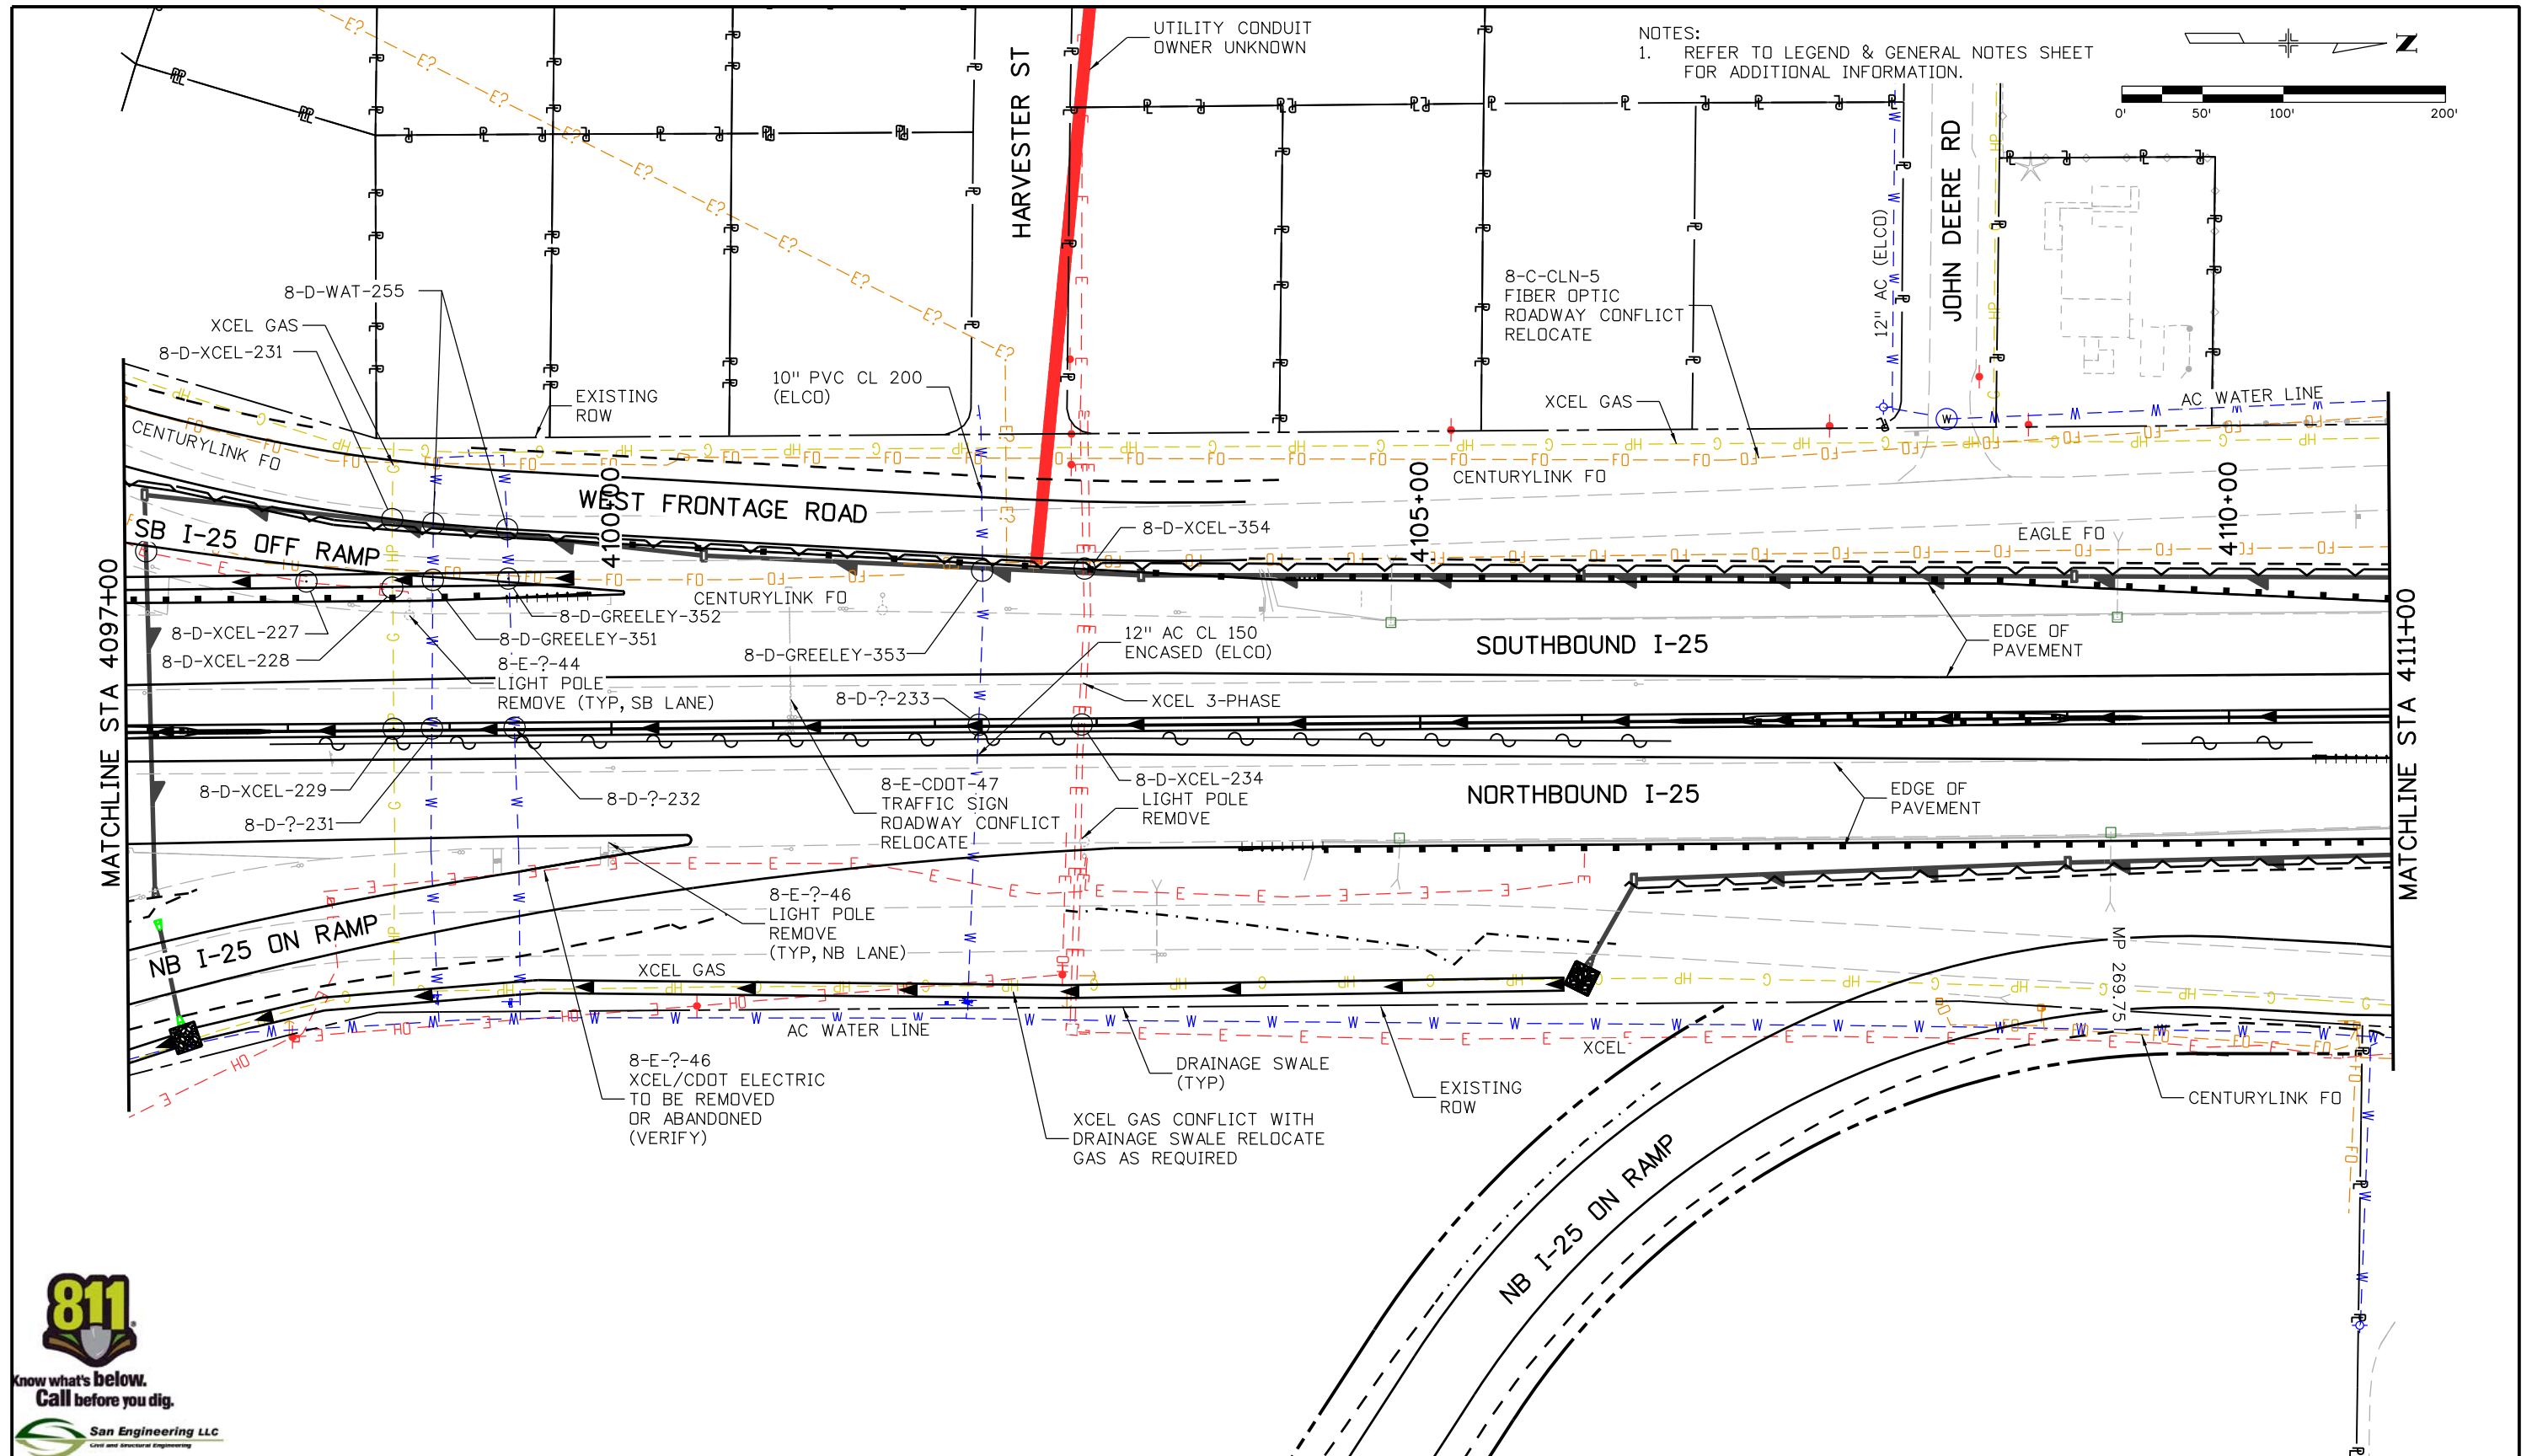 UTILITY CONDUIT
OWNER UNKNOWN
NOTES:
1. REFER TO LEGEND & GENERAL NOTES SHEET
FOR ADDITIONAL INFORMATION.
N
0' 50' 100' 200'
HARVESTER ST
JOHN DEERE RD
12" AC (ELCO)
8-D-WAT-255
XCEL GAS
8-D-XCEL-231
EXISTING
ROW
10" PVC CL 200
(ELCO)
8-C-CLN-5
FIBER OPTIC
ROADWAY CONFLICT
RELOCATE
XCEL GAS
AC WATER LINE
CENTURYLINK FO
CENTURYLINK FO
WEST FRONTAGE ROAD
4100+00
4105+00
4110+00
SB I-25 OFF RAMP
8-D-XCEL-354
EAGLE FO
MATCHLINE STA 4097+00
MATCHLINE STA 4111+00
CENTURYLINK FO
8-D-GREELEY-352
8-D-XCEL-227
8-D-GREELEY-351
8-D-XCEL-228
8-E-?-44
LIGHT POLE
REMOVE (TYP, SB LANE)
8-D-GREELEY-353
12" AC CL 150
ENCASED (ELCO)
SOUTHBOUND I-25
EDGE OF
PAVEMENT
8-D-?-233
XCEL 3-PHASE
8-D-XCEL-229
8-D-?-232
8-D-?-231
8-E-CDOT-47
TRAFFIC SIGN
ROADWAY CONFLICT
RELOCATE
8-D-XCEL-234
LIGHT POLE
REMOVE
NORTHBOUND I-25
EDGE OF
PAVEMENT
8-E-?-46
LIGHT POLE
REMOVE
(TYP, NB LANE)
NB I-25 ON RAMP
XCEL GAS
AC WATER LINE
MP 269.75
8-E-?-46
XCEL/CDOT ELECTRIC
TO BE REMOVED
OR ABANDONED
(VERIFY)
DRAINAGE SWALE
(TYP)
XCEL GAS CONFLICT WITH
DRAINAGE SWALE RELOCATE
GAS AS REQUIRED
EXISTING
ROW
XCEL
CENTURYLINK FO
NB I-25 ON RAMP
811
Know what's below.
Call before you dig.
San Engineering LLC
Civil and Structural Engineering